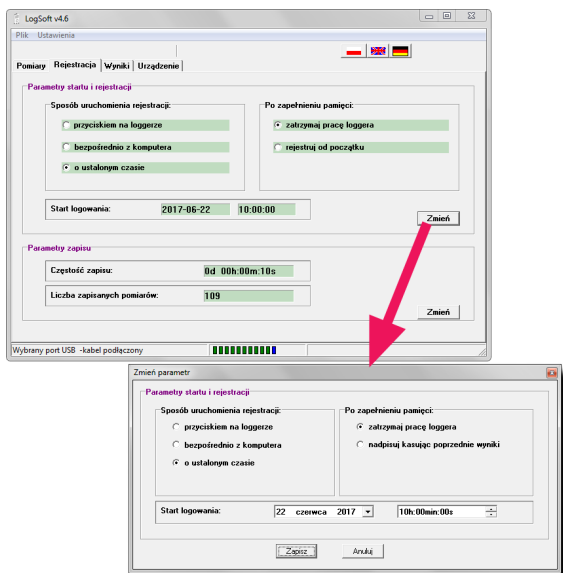 LogSoft v4.6
Plik Ustawienia
Pomiary Rejestracja Wyniki Urządzenie
Parametry startu i rejestracji
Sposób uruchomienia rejestracji: Po zapełnieniu pamięci:
przyciskiem na loggerze zatrzymaj pracę loggera
bezpośrednio z komputera rejestruj od początku
o ustalonym czasie
Start logowania: 2017-06-22 10:00:00
Zmień
Parametry zapisu
Częstość zapisu: 0d 00h:00m:10s
Liczba zapisanych pomiarów: 109
Zmień
Wybrany port USB -kabel podłączony
Zmień parametr
Parametry startu i rejestracji
Sposób uruchomienia rejestracji: Po zapełnieniu pamięci:
przyciskiem na loggerze zatrzymaj pracę loggera
bezpośrednio z komputera nadpisuj kasując poprzednie wyniki
o ustalonym czasie
Start logowania: 22 czerwca 2017 10h:00min:00s
Zapisz Anuluj